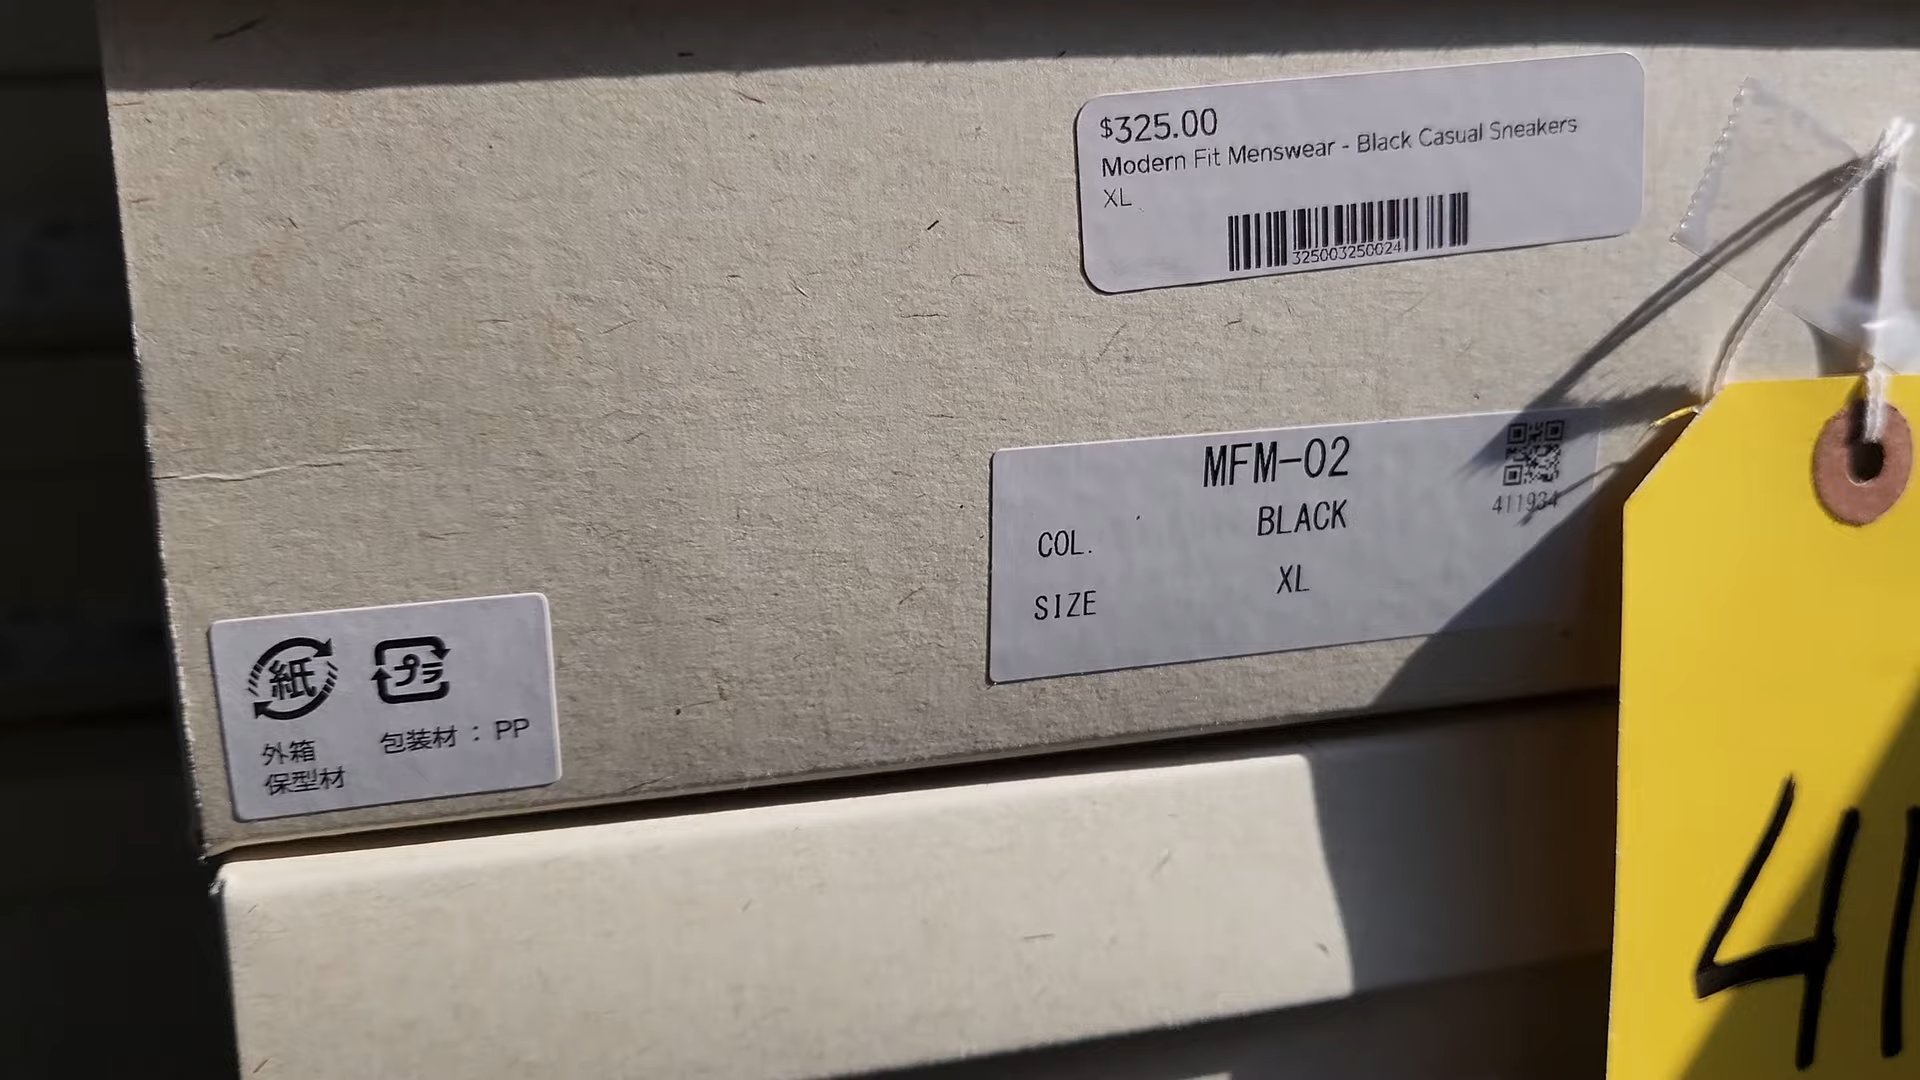 $325.00
Modern Fit Menswear - Black Casual Sneakers
XL
325003250024
MFM-02
411934
COL. BLACK
SIZE XL
紙 プラ
外箱 包装材 : PP
保型材
41